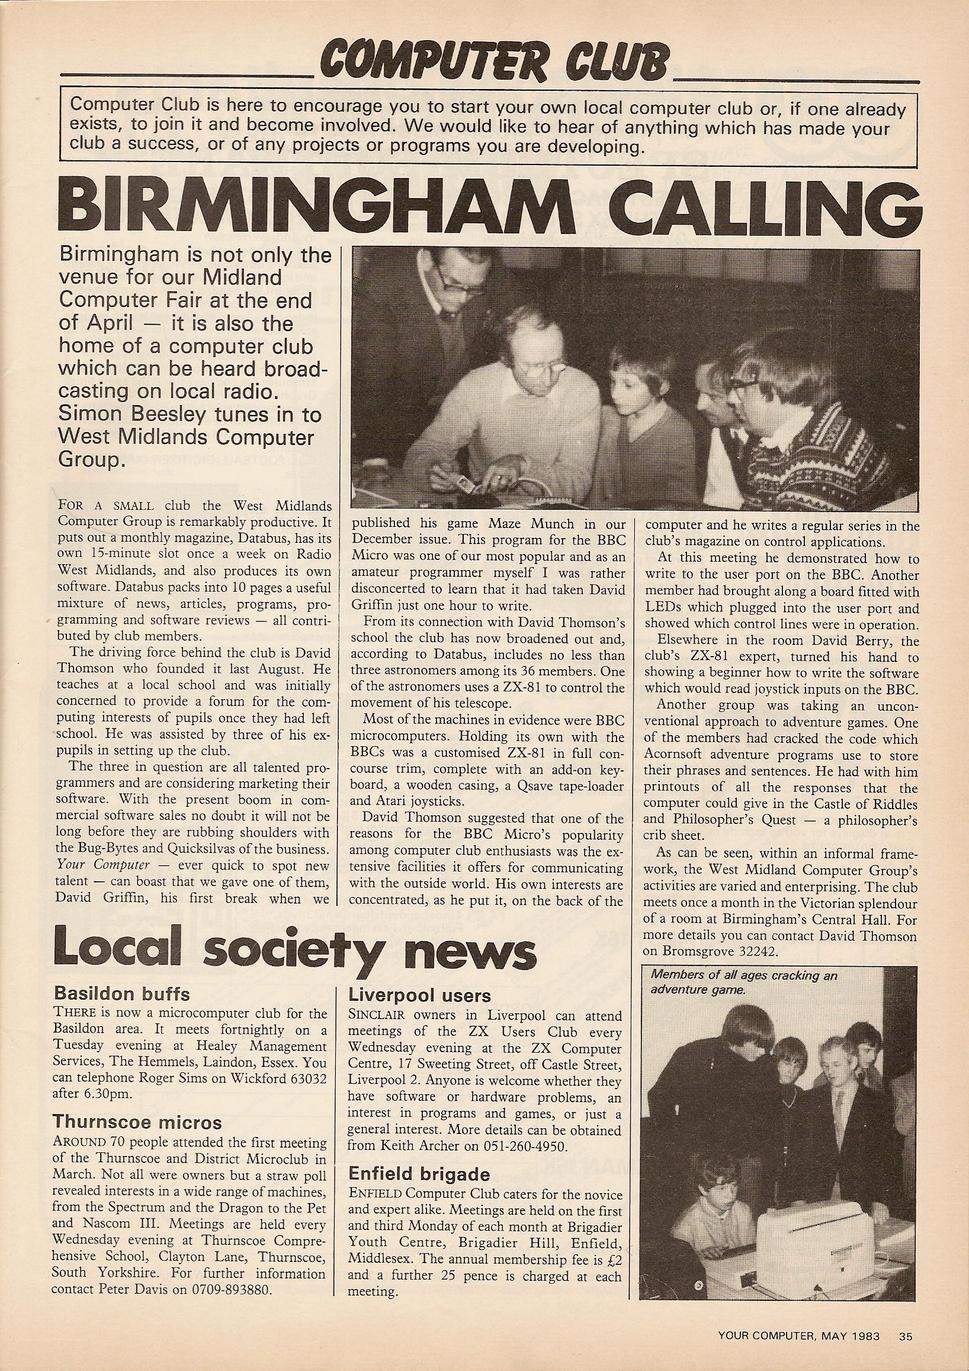 COMPUTER CLUB
Computer Club is here to encourage you to start your own local computer club or, if one already
exists, to join it and become involved. We would like to hear of anything which has made your
club a success, or of any projects or programs you are developing.
BIRMINGHAM CALLING
Birmingham is not only the
venue for our Midland
Computer Fair at the end
of April — it is also the
home of a computer club
which can be heard broad-
casting on local radio.
Simon Beesley tunes in to
West Midlands Computer
Group.
FOR A SMALL club the West Midlands
Computer Group is remarkably productive. It
puts out a monthly magazine, Databus, has its
own 15-minute slot once a week on Radio
West Midlands, and also produces its own
software. Databus packs into 10 pages a useful
mixture of news, articles, programs, pro-
gramming and software reviews — all contri-
buted by club members.
The driving force behind the club is David
Thomson who founded it last August. He
teaches at a local school and was initially
concerned to provide a forum for the com-
puting interests of pupils once they had left
school. He was assisted by three of his ex-
pupils in setting up the club.
The three in question are all talented pro-
grammers and are considering marketing their
software. With the present boom in com-
mercial software sales no doubt it will not be
long before they are rubbing shoulders with
the Bug-Bytes and Quicksilvas of the business.
Your Computer — ever quick to spot new
talent — can boast that we gave one of them,
David Griffin, his first break when we
published his game Maze Munch in our
December issue. This program for the BBC
Micro was one of our most popular and as an
amateur programmer myself I was rather
disconcerted to learn that it had taken David
Griffin just one hour to write.
From its connection with David Thomson's
school the club has now broadened out and,
according to Databus, includes no less than
three astronomers among its 36 members. One
of the astronomers uses a ZX-81 to control the
movement of his telescope.
Most of the machines in evidence were BBC
microcomputers. Holding its own with the
BBCs was a customised ZX-81 in full con-
course trim, complete with an add-on key-
board, a wooden casing, a Qsave tape-loader
and Atari joysticks.
David Thomson suggested that one of the
reasons for the BBC Micro's popularity
among computer club enthusiasts was the ex-
tensive facilities it offers for communicating
with the outside world. His own interests are
concentrated, as he put it, on the back of the
computer and he writes a regular series in the
club's magazine on control applications.
At this meeting he demonstrated how to
write to the user port on the BBC. Another
member had brought along a board fitted with
LEDs which plugged into the user port and
showed which control lines were in operation.
Elsewhere in the room David Berry, the
club's ZX-81 expert, turned his hand to
showing a beginner how to write the software
which would read joystick inputs on the BBC.
Another group was taking an uncon-
ventional approach to adventure games. One
of the members had cracked the code which
Acornsoft adventure programs use to store
their phrases and sentences. He had with him
printouts of all the responses that the
computer could give in the Castle of Riddles
and Philosopher's Quest — a philosopher's
crib sheet.
As can be seen, within an informal frame-
work, the West Midland Computer Group's
activities are varied and enterprising. The club
meets once a month in the Victorian splendour
of a room at Birmingham's Central Hall. For
more details you can contact David Thomson
on Bromsgrove 32242.
Members of all ages cracking an
adventure game.
Local society news
Basildon buffs
THERE is now a microcomputer club for the
Basildon area. It meets fortnightly on a
Tuesday evening at Healey Management
Services, The Hemmels, Laindon, Essex. You
can telephone Roger Sims on Wickford 63032
after 6.30pm.
Thurnscoe micros
AROUND 70 people attended the first meeting
of the Thurnscoe and District Microclub in
March. Not all were owners but a straw poll
revealed interests in a wide range of machines,
from the Spectrum and the Dragon to the Pet
and Nascom III. Meetings are held every
Wednesday evening at Thurnscoe Compre-
hensive School, Clayton Lane, Thurnscoe,
South Yorkshire. For further information
contact Peter Davis on 0709-893880.
Liverpool users
SINCLAIR owners in Liverpool can attend
meetings of the ZX Users Club every
Wednesday evening at the ZX Computer
Centre, 17 Sweeting Street, off Castle Street,
Liverpool 2. Anyone is welcome whether they
have software or hardware problems, an
interest in programs and games, or just a
general interest. More details can be obtained
from Keith Archer on 051-260-4950.
Enfield brigade
ENFIELD Computer Club caters for the novice
and expert alike. Meetings are held on the first
and third Monday of each month at Brigadier
Youth Centre, Brigadier Hill, Enfield,
Middlesex. The annual membership fee is £2
and a further 25 pence is charged at each
meeting.
YOUR COMPUTER, MAY 1983 35